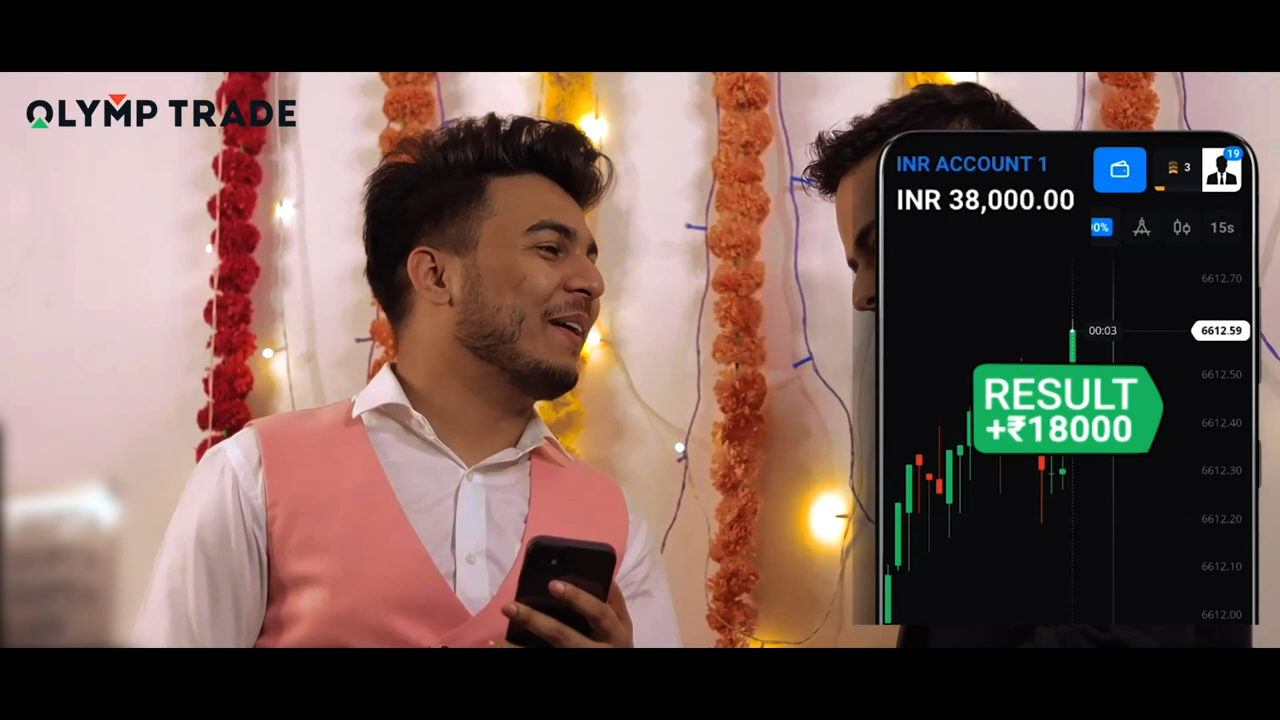 OLYMP TRADE
INR ACCOUNT 1
INR 38,000.00
3
19
0%
15s
6612.70
00:03
6612.59
6612.50
RESULT
+₹18000
6612.40
6612.30
6612.20
6612.10
6612.00